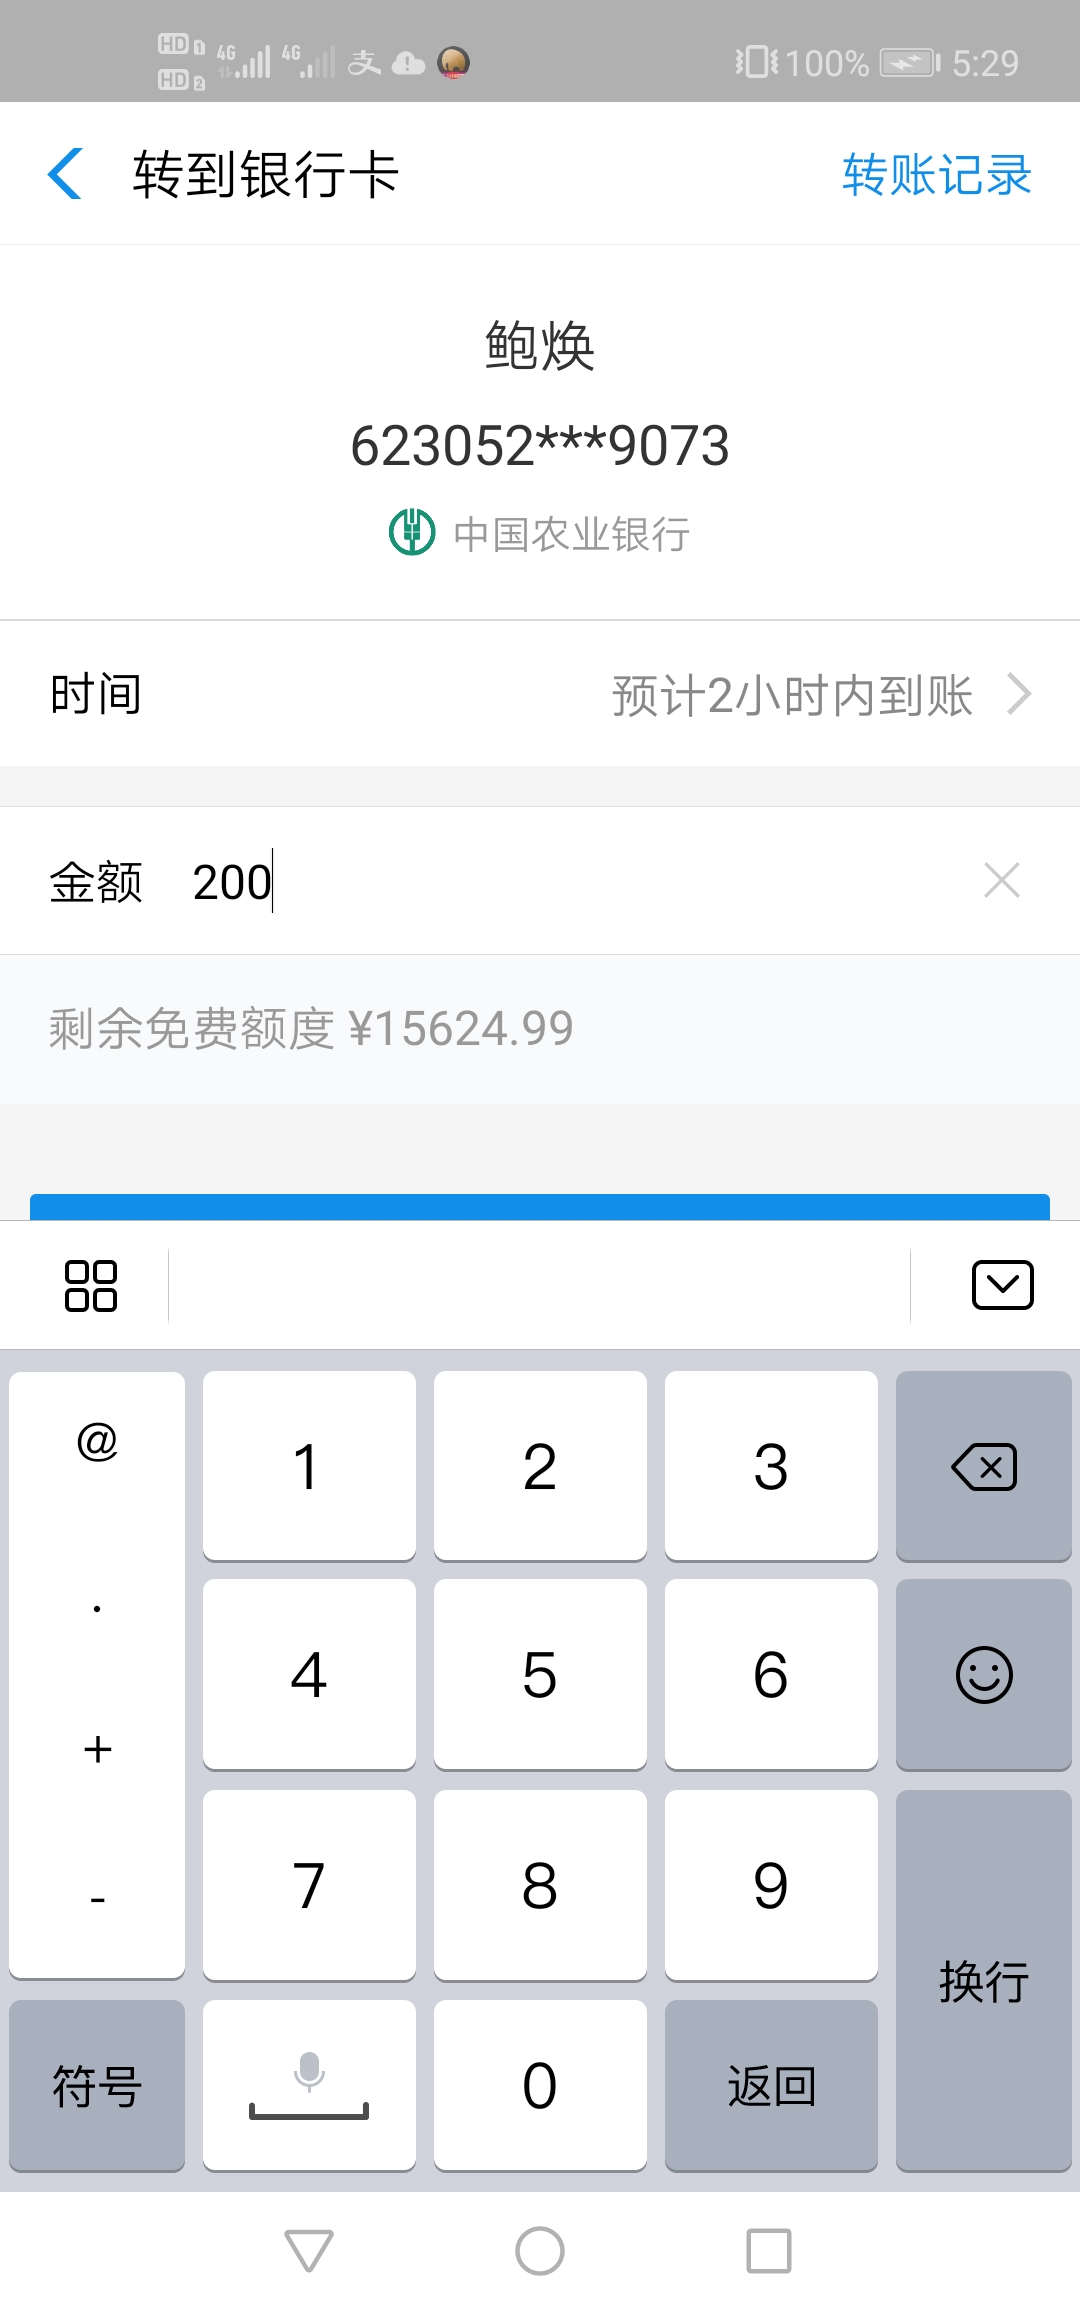 HD 1 4G 4G 支 100% 5:29
HD 2
转到银行卡 转账记录
鲍焕
623052***9073
中国农业银行
时间 预计2小时内到账
金额 200
剩余免费额度 ¥15624.99
@ 1 2 3
. 4 5 6
+
- 7 8 9
换行
符号 0 返回